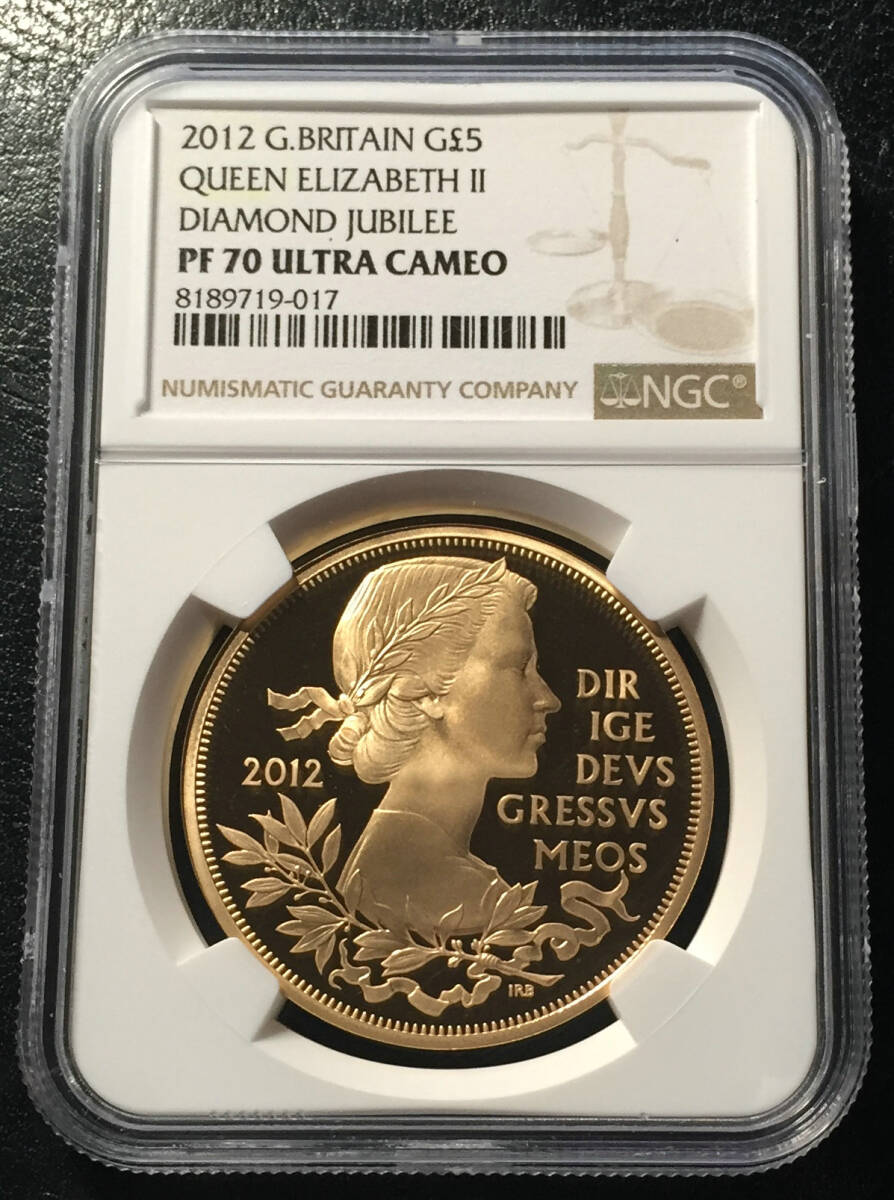 2012 G.BRITAIN G£5
QUEEN ELIZABETH II
DIAMOND JUBILEE
PF 70 ULTRA CAMEO
8189719-017
NUMISMATIC GUARANTY COMPANY
NGC®
2012
DIR
IGE
DEVS
GRESSVS
MEOS
IRB